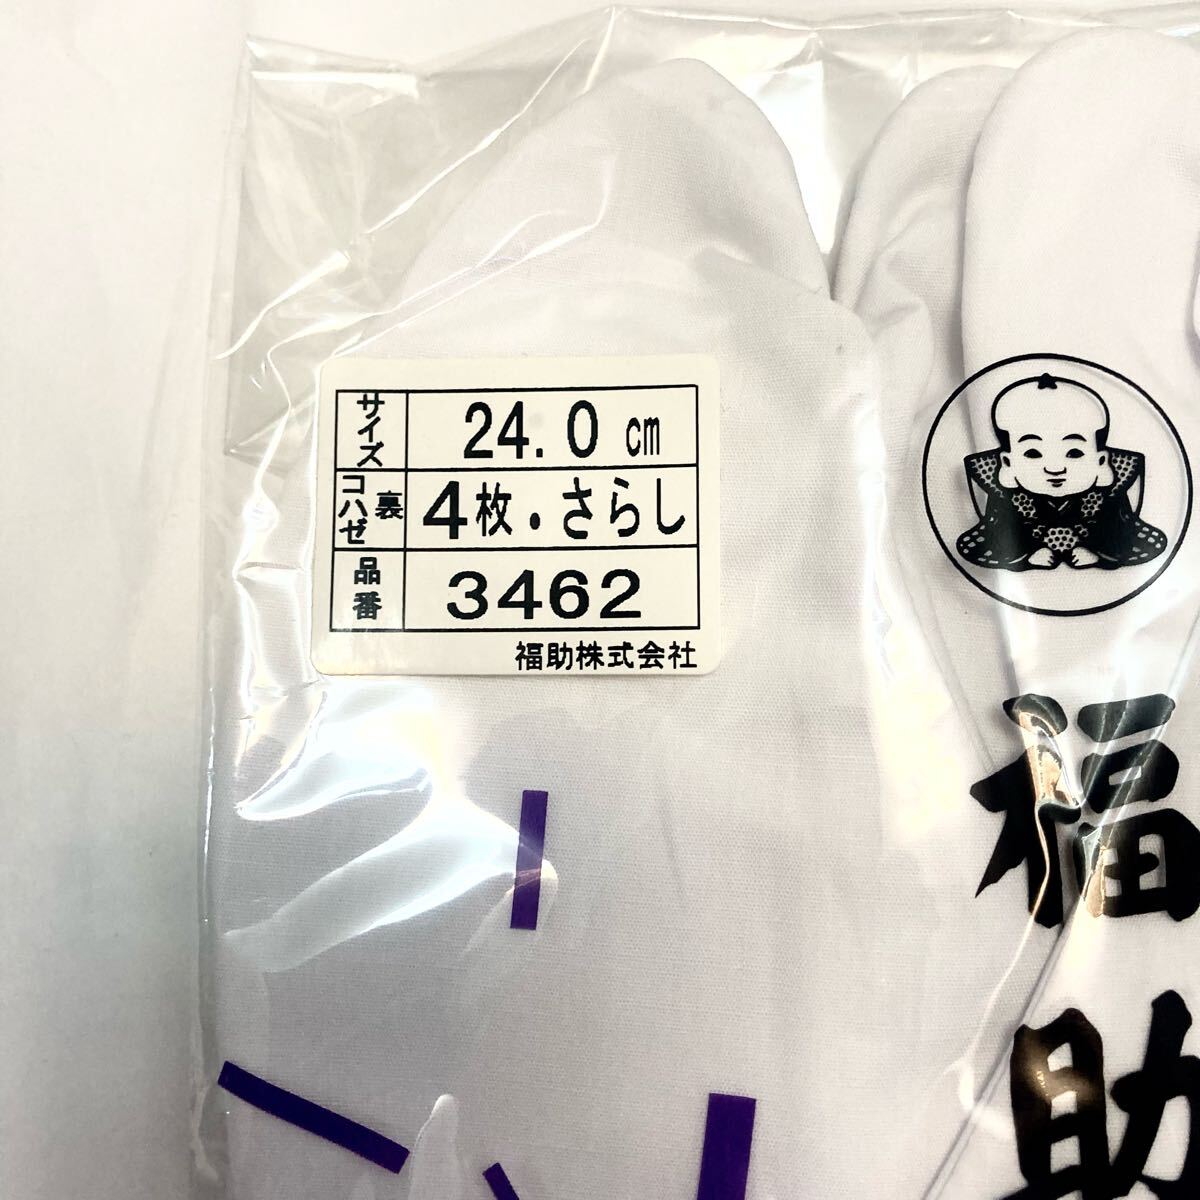 サイズ 24.0 cm
コハゼ 裏 4枚・さらし
品番 3462
福助株式会社
福助